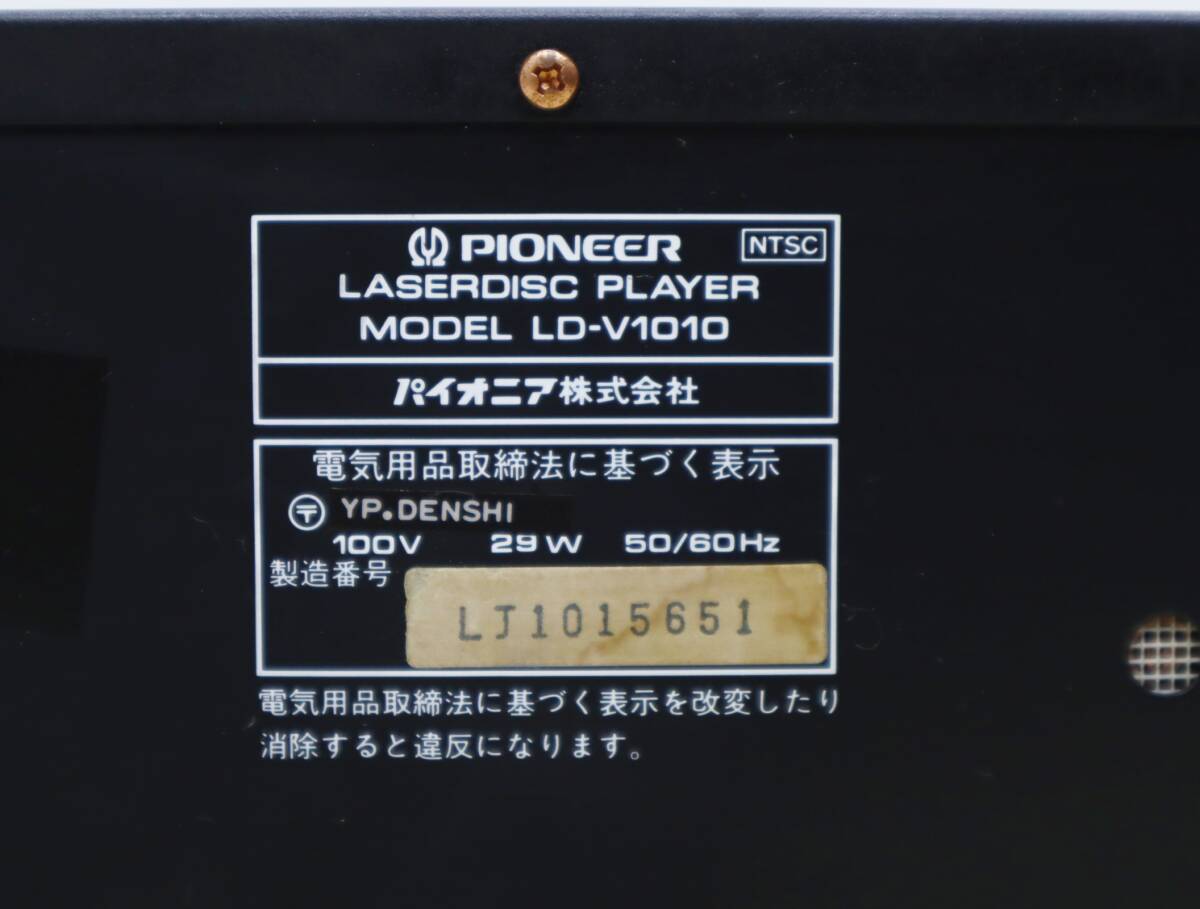 PIONEER NTSC
LASERDISC PLAYER
MODEL LD-V1010
パイオニア株式会社
電気用品取締法に基づく表示
〶 YP.DENSHI
100V 29W 50/60Hz
製造番号
LJ1015651
電気用品取締法に基づく表示を改変したり
消除すると違反になります。